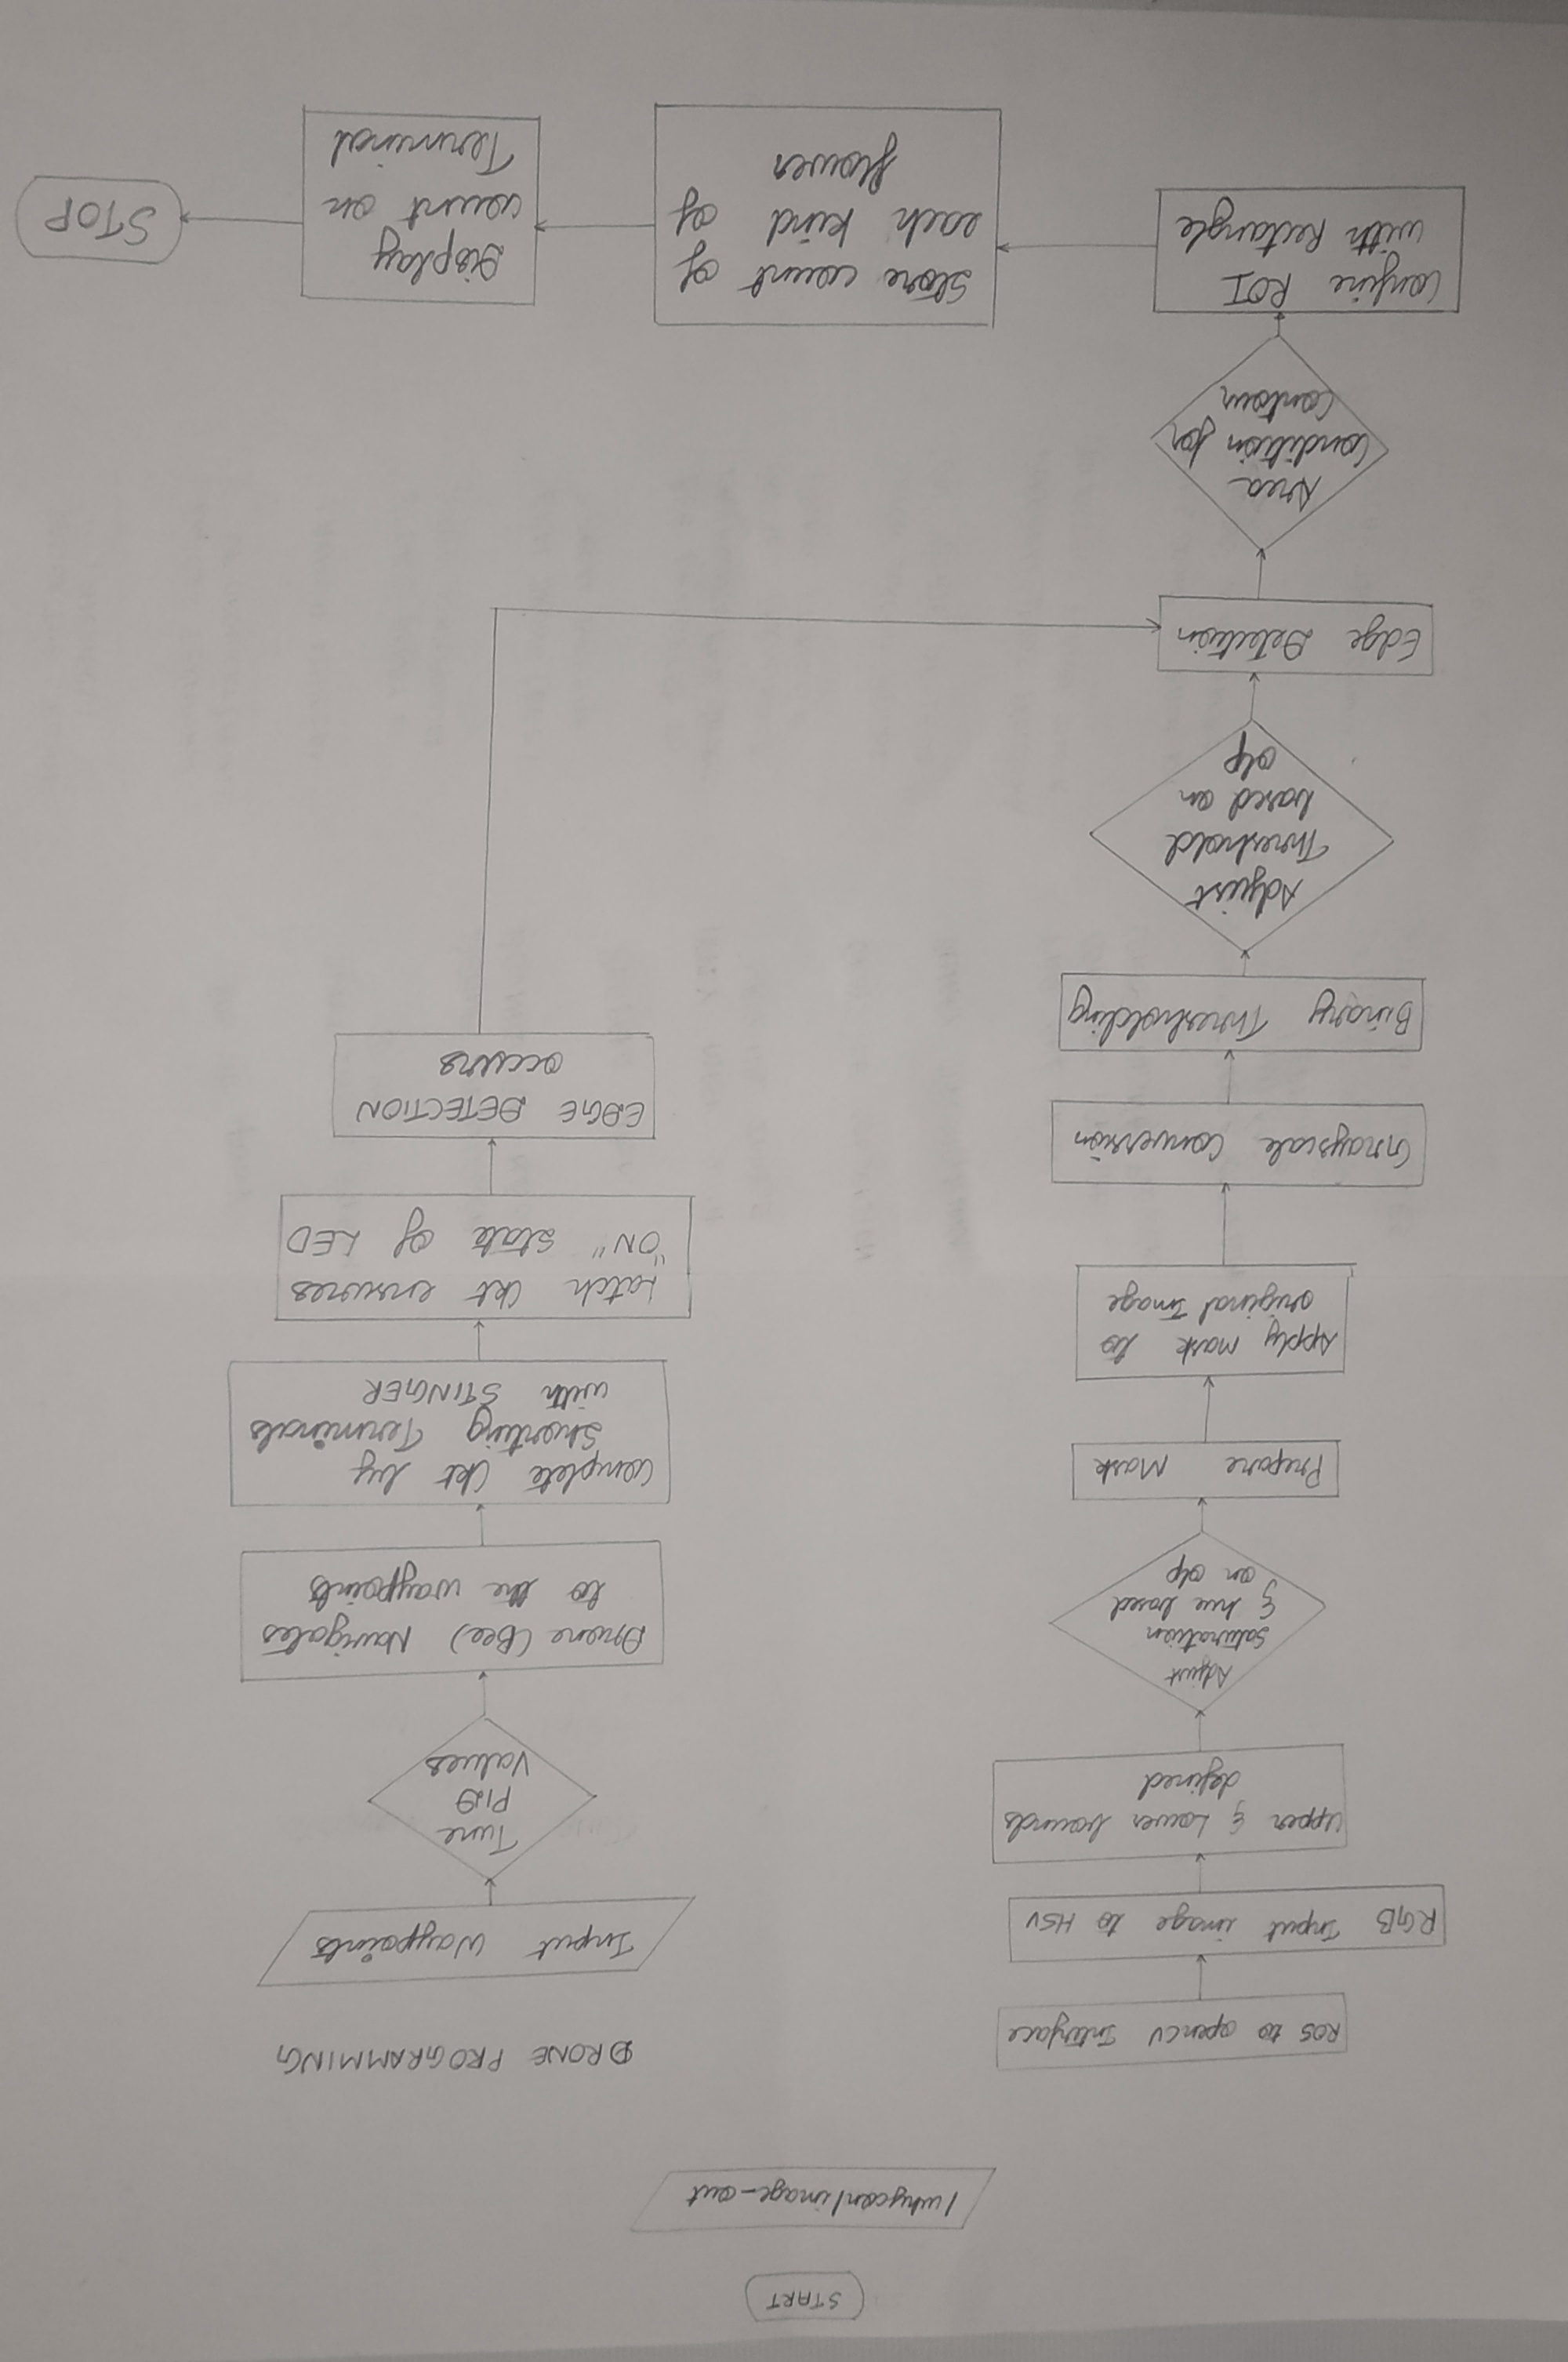 START
/whycon/image_out
ROS to openCV Interface
RGB Input image to HSV
Upper & Lower bounds
defined
Adjust
Saturation
& hue based
on o/p
Prepare Mask
Apply Mask to
original Image
Grayscale Conversion
Binary Thresholding
Adjust
Threshold
based on
o/p
Edge Detection
Area
Condition for
Contour
Confine ROI
with Rectangle
DRONE PROGRAMMING
Input Waypoints
Tune
PID
Values
Drone (Bee) Navigates
to the waypoints
Complete Ckt by
Shorting Terminals
with STINGER
Latch Ckt ensures
"ON" State of LED
EDGE DETECTION
occurs
Store count of
each kind of
flower
Display
count on
Terminal
STOP